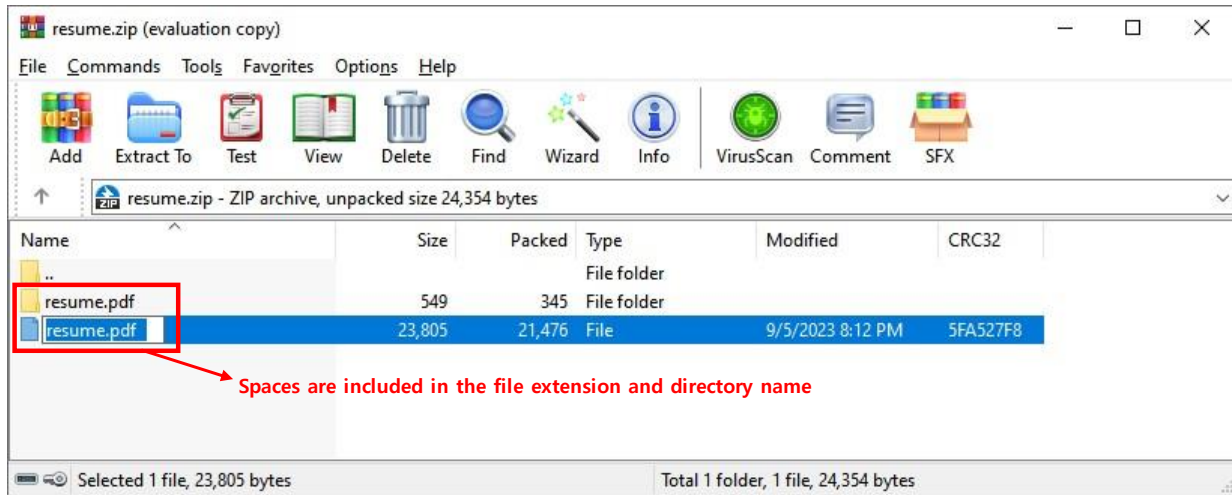 resume.zip (evaluation copy)
File Commands Tools Favorites Options Help
Add Extract To Test View Delete Find Wizard Info VirusScan Comment SFX
ZIP resume.zip - ZIP archive, unpacked size 24,354 bytes
Name Size Packed Type Modified CRC32
.. File folder
resume.pdf 549 345 File folder
resume.pdf 23,805 21,476 File 9/5/2023 8:12 PM 5FA527F8
Spaces are included in the file extension and directory name
Selected 1 file, 23,805 bytes Total 1 folder, 1 file, 24,354 bytes